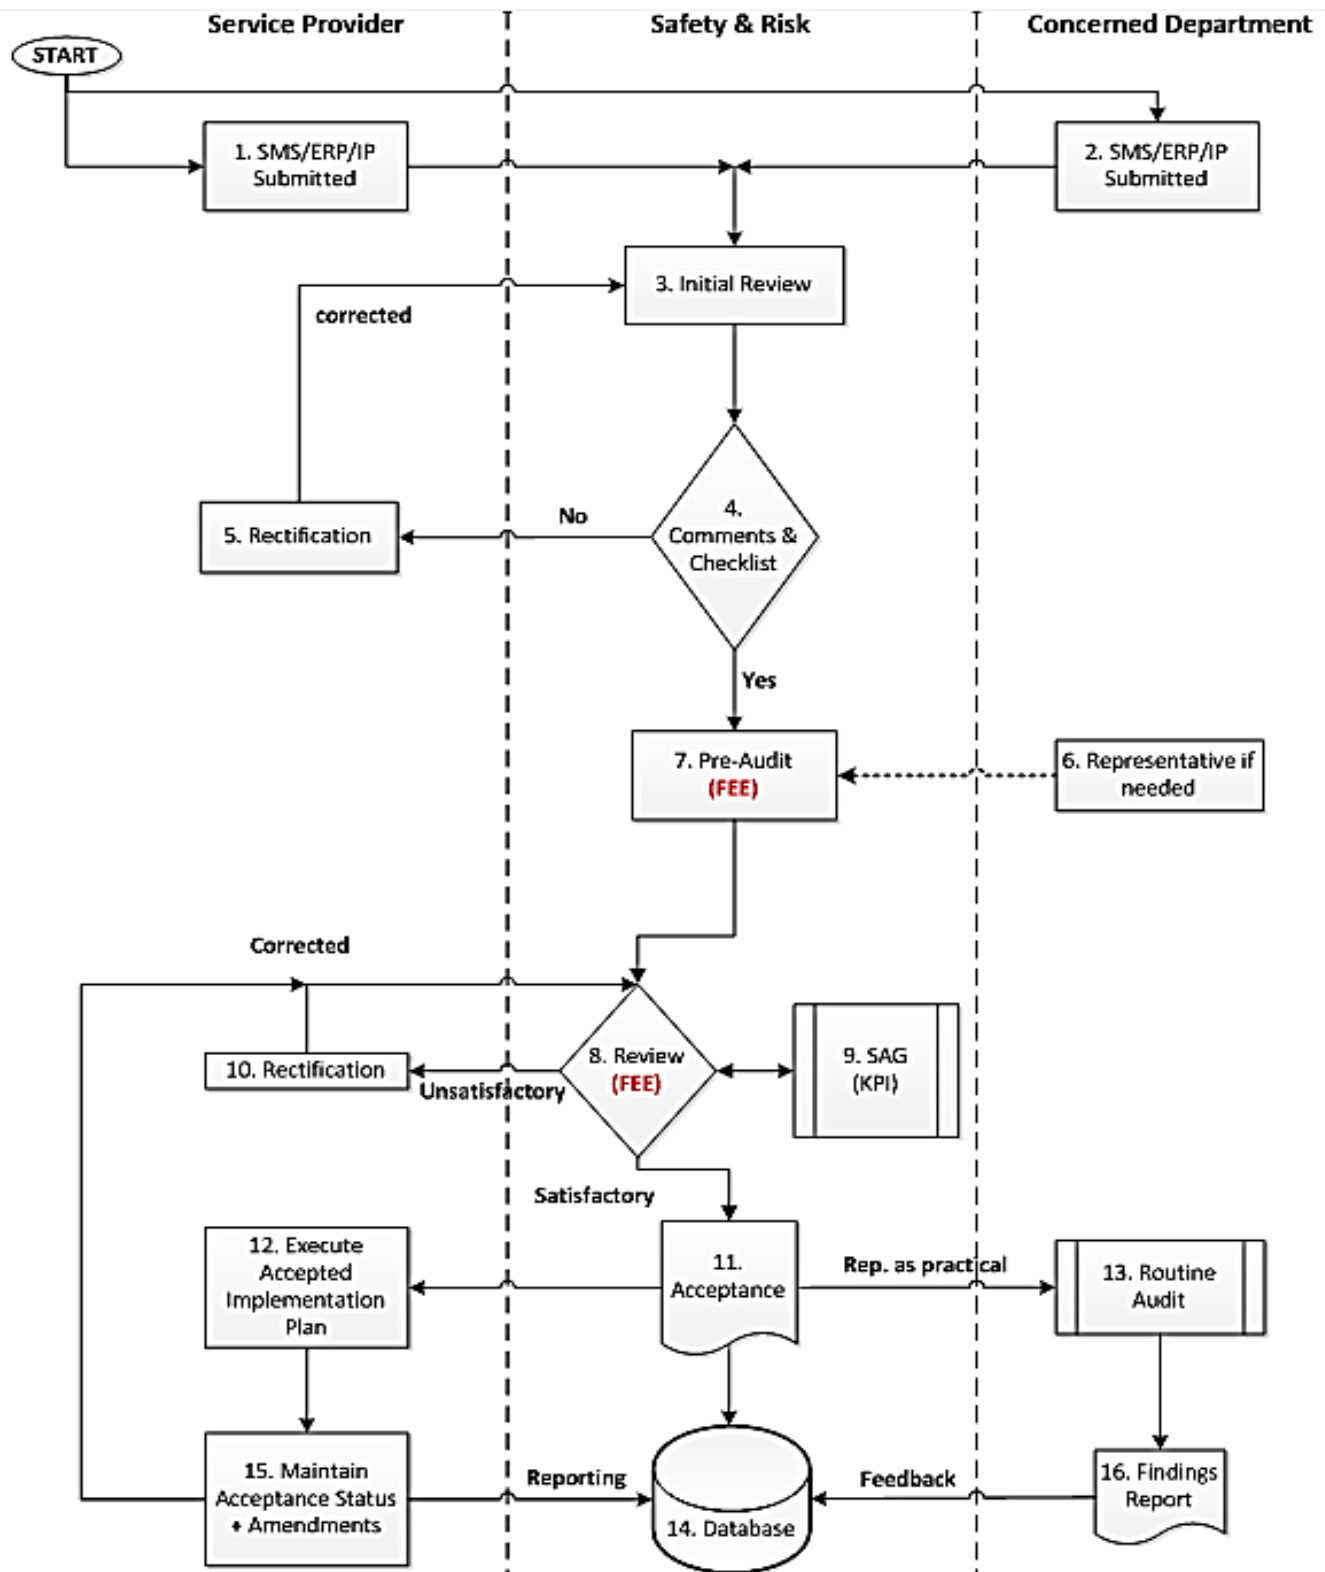 Service Provider
Safety & Risk
Concerned Department
START
1. SMS/ERP/IP
Submitted
2. SMS/ERP/IP
Submitted
3. Initial Review
corrected
4.
Comments &
Checklist
No
5. Rectification
Yes
7. Pre-Audit
(FEE)
6. Representative if
needed
Corrected
8. Review
(FEE)
9. SAG
(KPI)
10. Rectification
Unsatisfactory
Satisfactory
12. Execute
Accepted
Implementation
Plan
11.
Acceptance
Rep. as practical
13. Routine
Audit
15. Maintain
Acceptance Status
+ Amendments
Reporting
14. Database
Feedback
16. Findings
Report